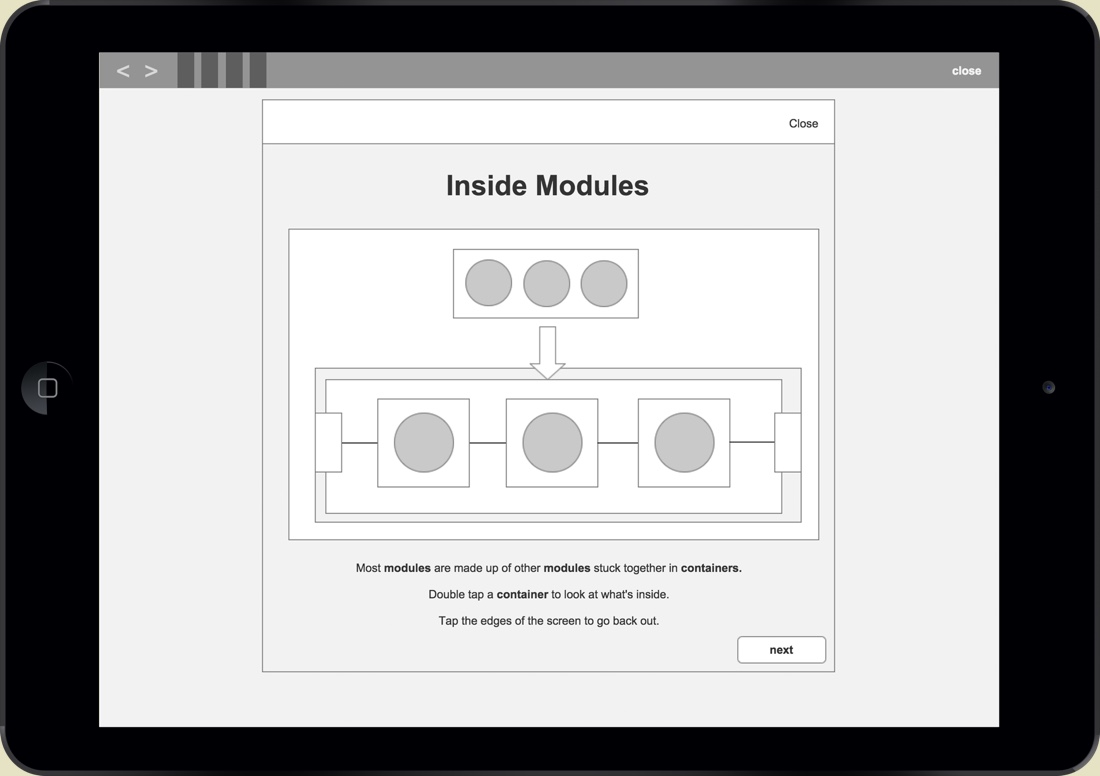 < >
close
Close
Inside Modules
Most modules are made up of other modules stuck together in containers.
Double tap a container to look at what's inside.
Tap the edges of the screen to go back out.
next